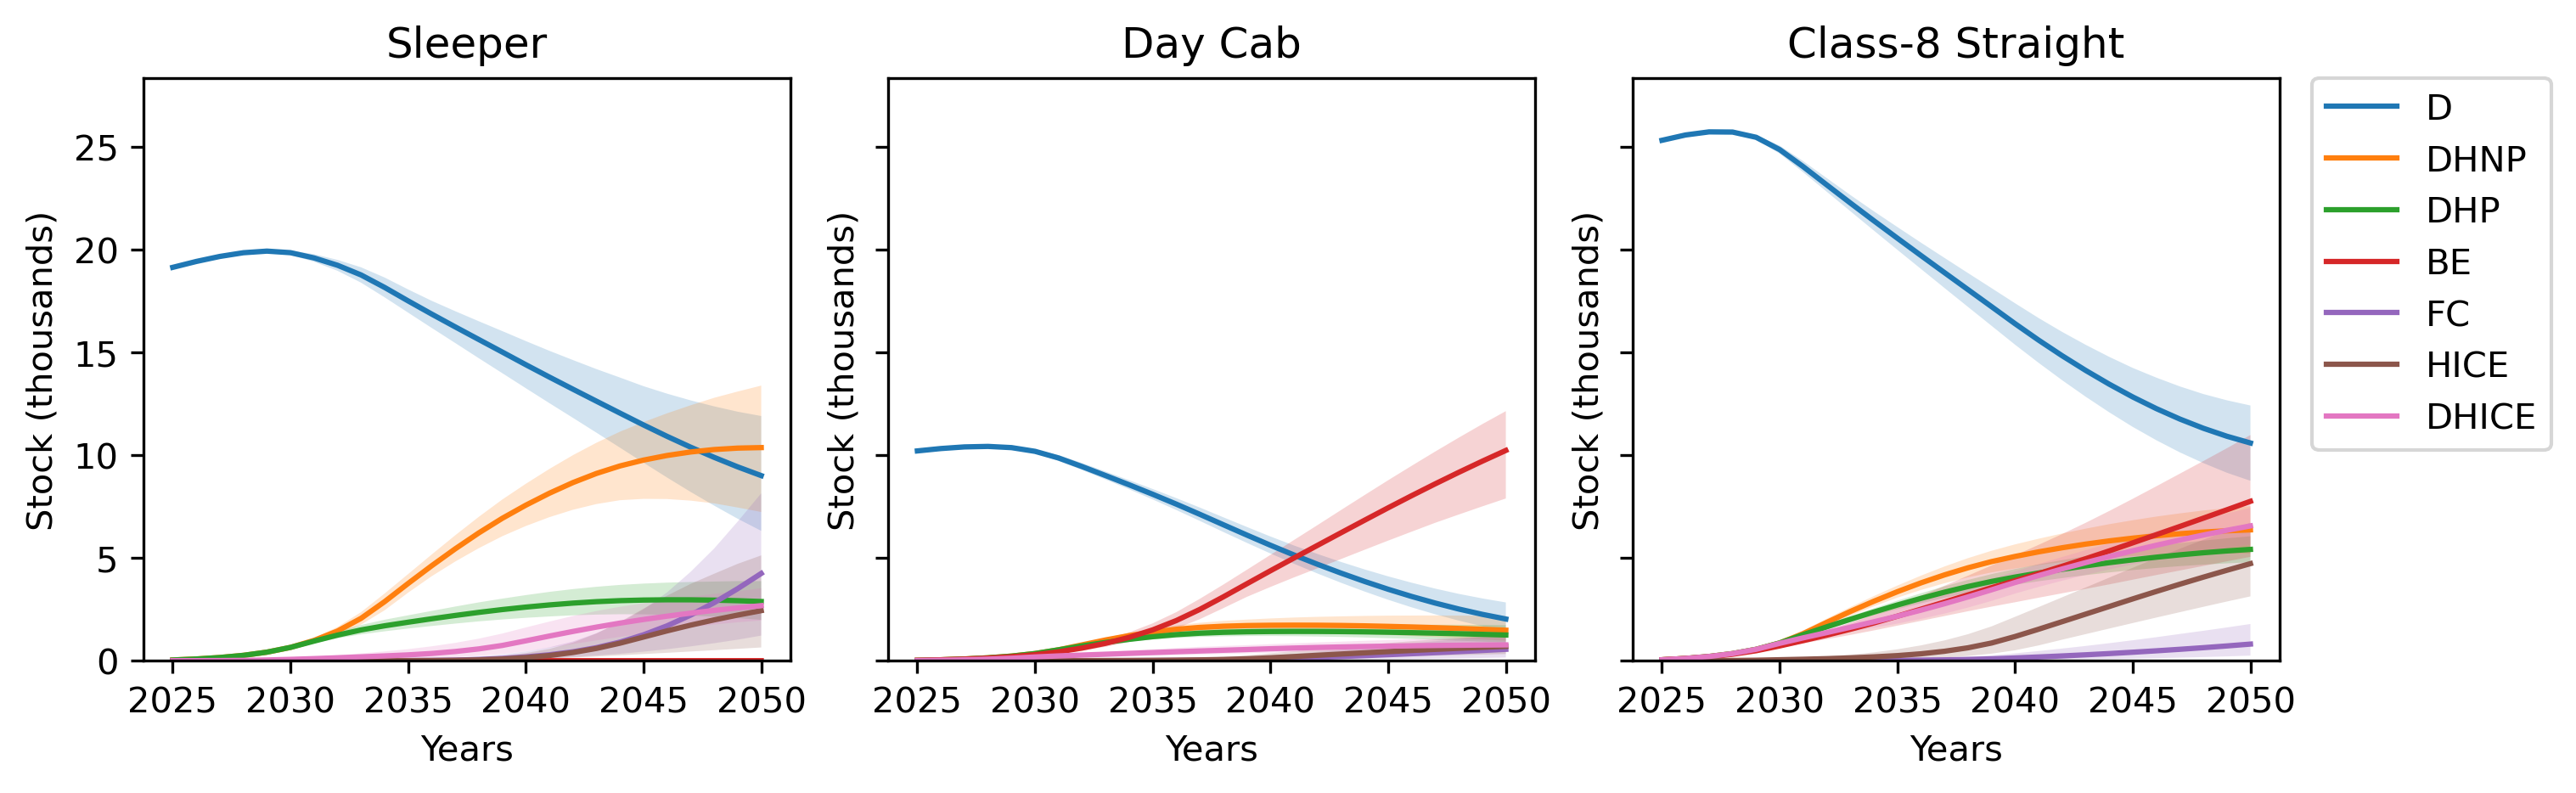 Sleeper
Day Cab
Class-8 Straight
Stock (thousands)
25
20
15
10
5
0
2025 2030 2035 2040 2045 2050
Years
Stock (thousands)
2025 2030 2035 2040 2045 2050
Years
Stock (thousands)
2025 2030 2035 2040 2045 2050
Years
D
DHNP
DHP
BE
FC
HICE
DHICE